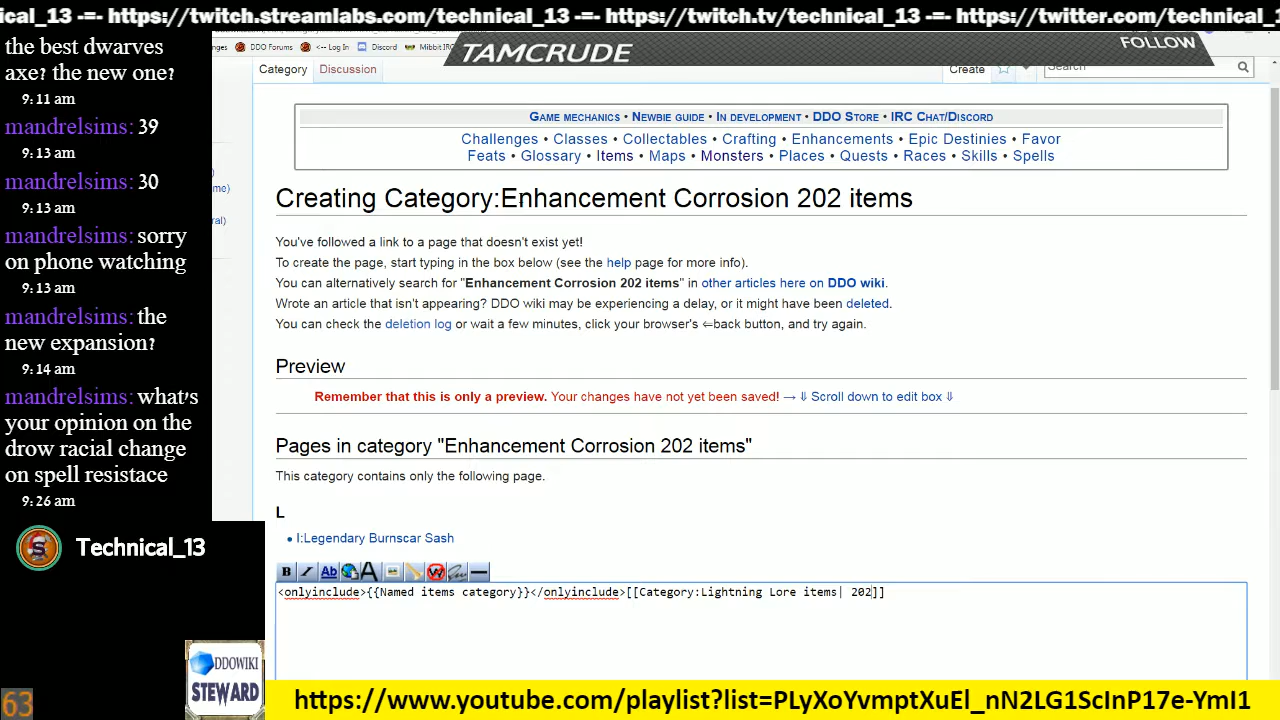 ical_13 -=- https://twitch.streamlabs.com/technical_13 -=- https://twitch.tv/technical_13 -=- https://twitter.com/technical_1
nges DDO Forums <-- Log In Discord Mibbit IRC
TAMCRUDE
FOLLOW
the best dwarves
axe? the new one?
9:11 am
mandrelsims: 39
9:13 am
mandrelsims: 30
9:13 am
mandrelsims: sorry
on phone watching
9:13 am
mandrelsims: the
new expansion?
9:14 am
mandrelsims: what's
your opinion on the
drow racial change
on spell resistace
9:26 am
Technical_13
DDOWIKI
STEWARD
63
)
me)
ral)
Category Discussion Create Search
Game mechanics • Newbie guide • In development • DDO Store • IRC Chat/Discord
Challenges • Classes • Collectables • Crafting • Enhancements • Epic Destinies • Favor
Feats • Glossary • Items • Maps • Monsters • Places • Quests • Races • Skills • Spells
Creating Category:Enhancement Corrosion 202 items
You've followed a link to a page that doesn't exist yet!
To create the page, start typing in the box below (see the help page for more info).
You can alternatively search for "Enhancement Corrosion 202 items" in other articles here on DDO wiki.
Wrote an article that isn't appearing? DDO wiki may be experiencing a delay, or it might have been deleted.
You can check the deletion log or wait a few minutes, click your browser's ⇐back button, and try again.
Preview
Remember that this is only a preview. Your changes have not yet been saved! → ⇓ Scroll down to edit box ⇓
Pages in category "Enhancement Corrosion 202 items"
This category contains only the following page.
L
• I:Legendary Burnscar Sash
B I Ab A W
<onlyinclude>{{Named items category}}</onlyinclude>[[Category:Lightning Lore items| 202]]
https://www.youtube.com/playlist?list=PLyXoYvmptXuEl_nN2LG1ScInP17e-YmI1